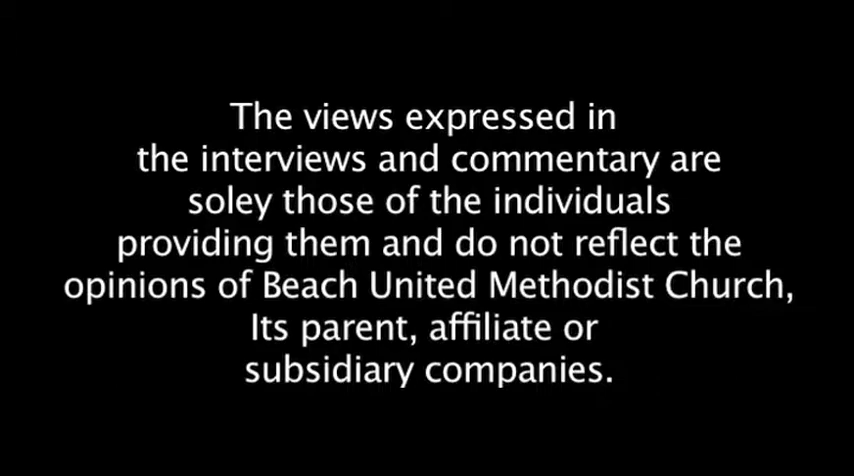 The views expressed in
the interviews and commentary are
soley those of the individuals
providing them and do not reflect the
opinions of Beach United Methodist Church,
Its parent, affiliate or
subsidiary companies.